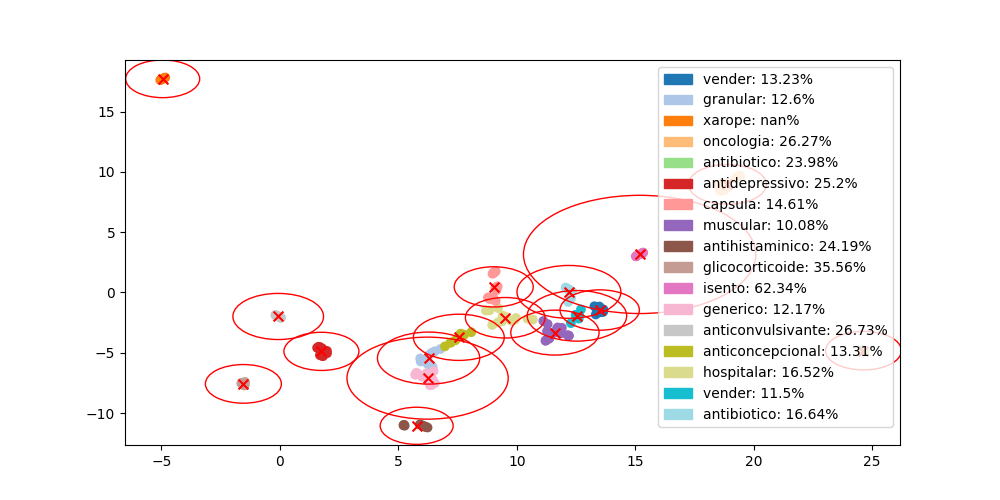 vender: 13.23%
granular: 12.6%
xarope: nan%
oncologia: 26.27%
antibiotico: 23.98%
antidepressivo: 25.2%
capsula: 14.61%
muscular: 10.08%
antihistaminico: 24.19%
glicocorticoide: 35.56%
isento: 62.34%
generico: 12.17%
anticonvulsivante: 26.73%
anticoncepcional: 13.31%
hospitalar: 16.52%
vender: 11.5%
antibiotico: 16.64%
15
10
5
0
−5
−10
−5 0 5 10 15 20 25